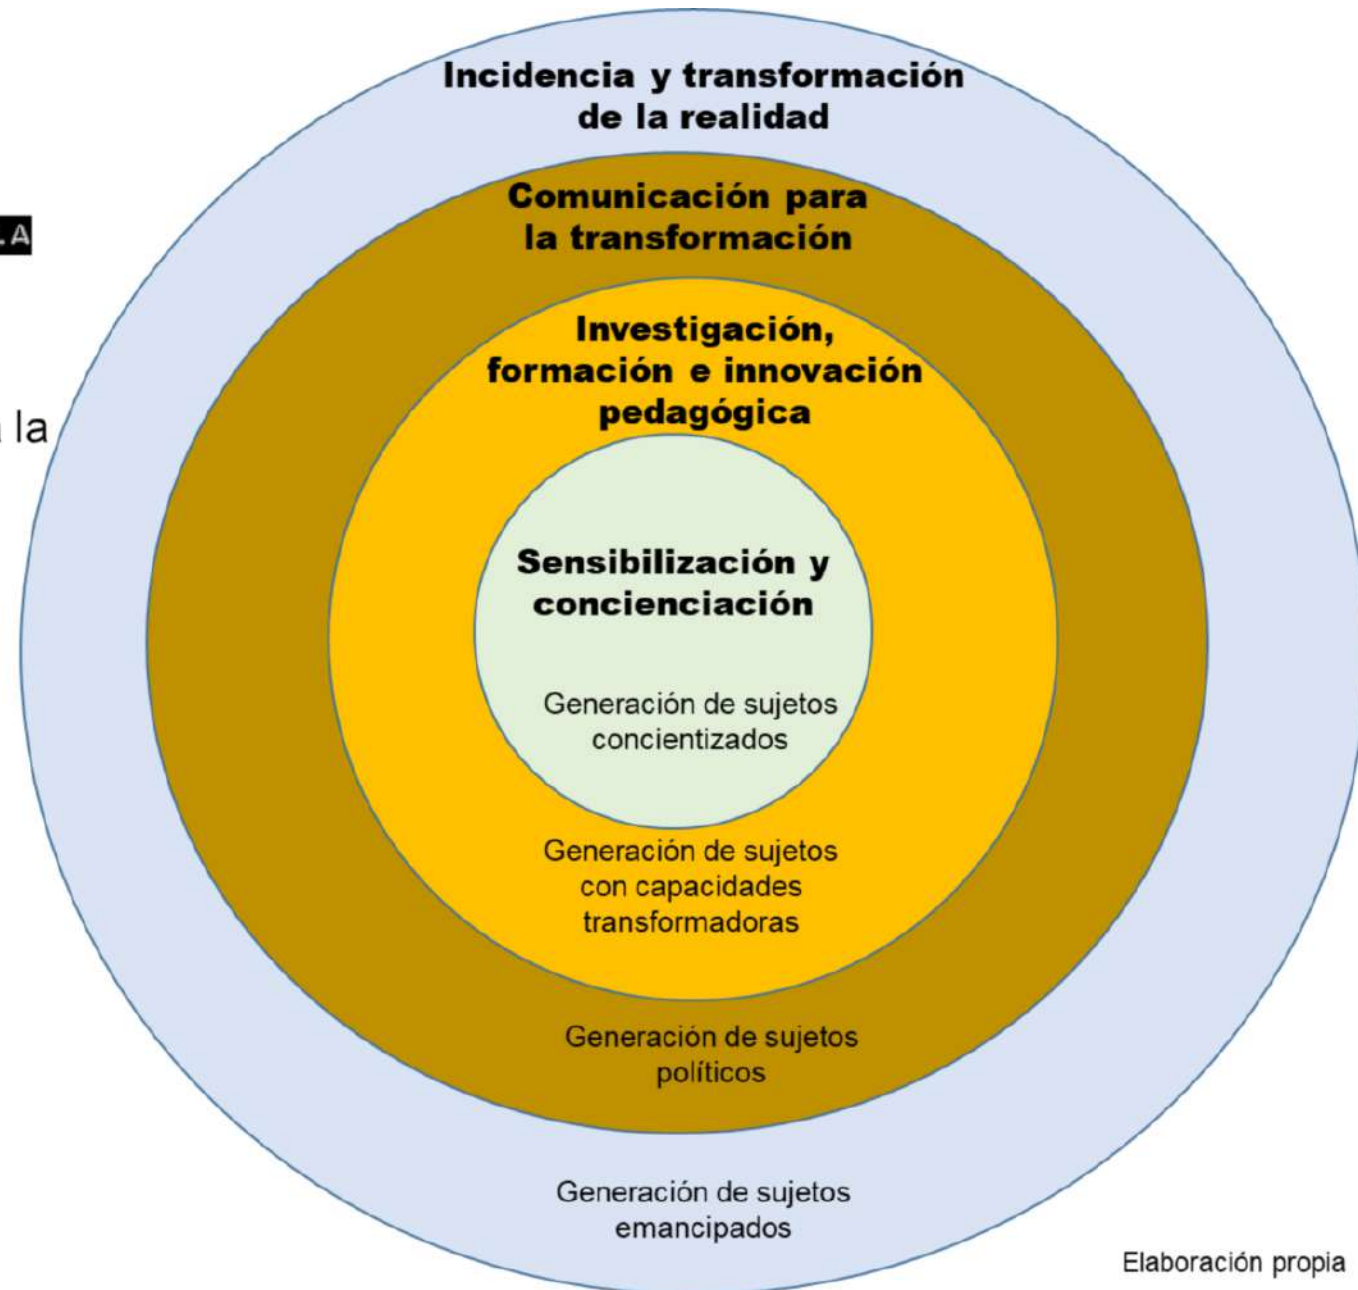 Incidencia y transformación
de la realidad
Comunicación para
la transformación
.A
Investigación,
formación e innovación
pedagógica
la
Sensibilización y
concienciación
Generación de sujetos
concientizados
Generación de sujetos
con capacidades
transformadoras
Generación de sujetos
políticos
Generación de sujetos
emancipados
Elaboración propia